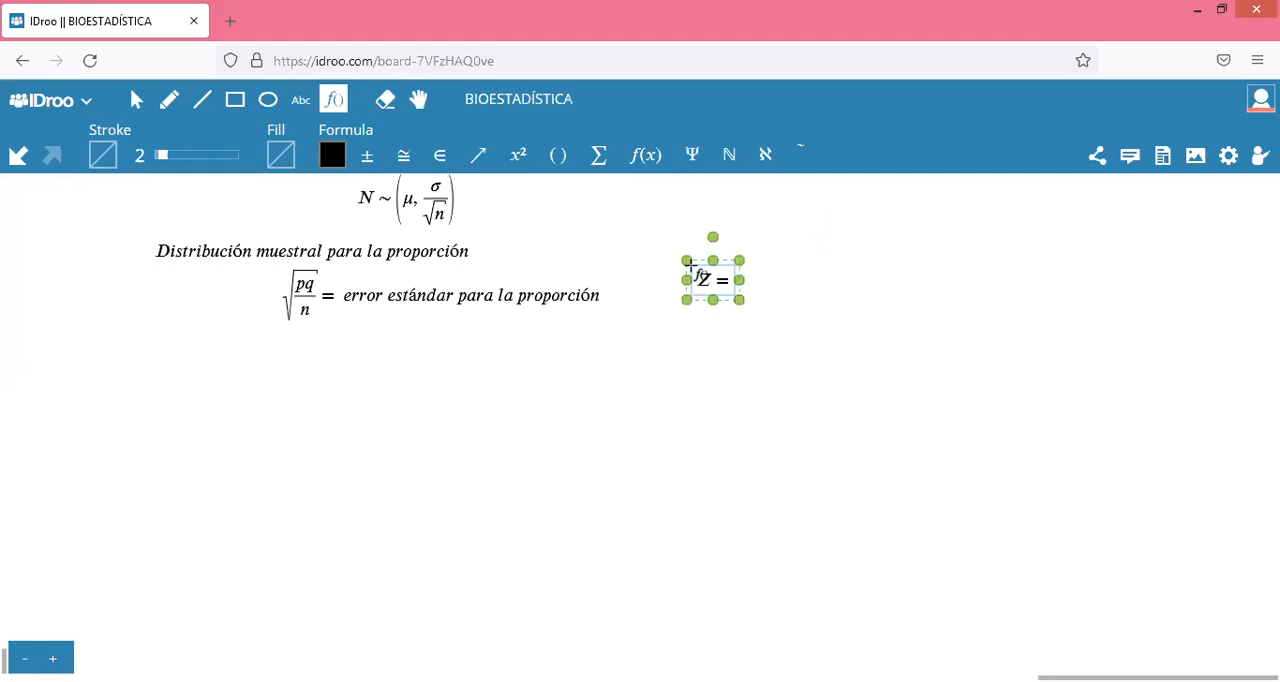 IDroo || BIOESTADÍSTICA
https://idroo.com/board-7VFzHAQ0ve
IDroo
Abc
f()
BIOESTADÍSTICA
Stroke
Fill
Formula
2
± ≅ ∈ x² ( ) ∑ f(x) Ψ ℕ ℵ ~
N ~ (μ, σ/√n)
Distribución muestral para la proporción
√(pq/n) = error estándar para la proporción
Z =
- +